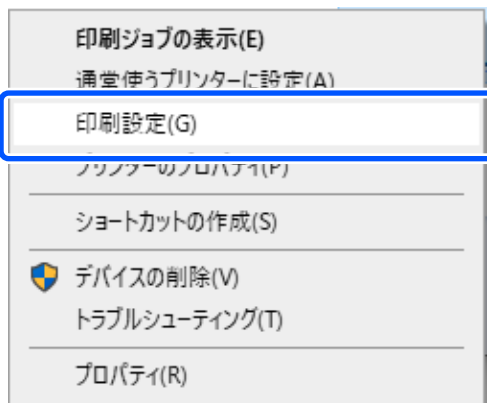 印刷ジョブの表示(E)
通常使うプリンターに設定(A)
印刷設定(G)
プリンターのプロパティ(P)
ショートカットの作成(S)
デバイスの削除(V)
トラブルシューティング(T)
プロパティ(R)